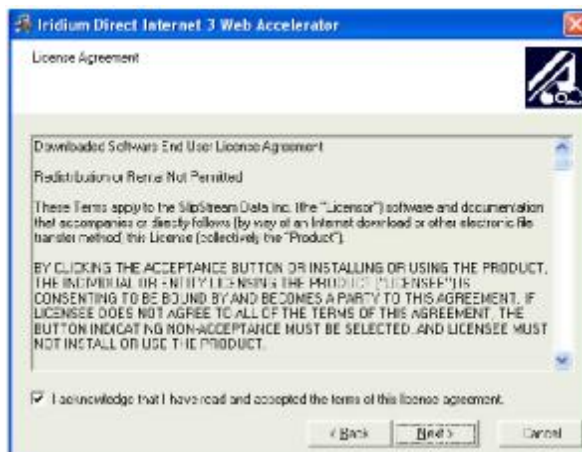 Iridium Direct Internet 3 Web Accelerator
License Agreement
Downloaded Software End User License Agreement
Redistribution or Rental Not Permitted
These Terms apply to the SlipStream Data Inc. (the "Licensor") software and documentation
that accompanies or directly follows (by way of an Internet download or other electronic file
transfer method) this License (collectively the "Product").
BY CLICKING THE ACCEPTANCE BUTTON OR INSTALLING OR USING THE PRODUCT,
THE INDIVIDUAL OR ENTITY LICENSING THE PRODUCT ("LICENSEE") IS
CONSENTING TO BE BOUND BY AND BECOMES A PARTY TO THIS AGREEMENT. IF
LICENSEE DOES NOT AGREE TO ALL OF THE TERMS OF THIS AGREEMENT, THE
BUTTON INDICATING NON-ACCEPTANCE MUST BE SELECTED, AND LICENSEE MUST
NOT INSTALL OR USE THE PRODUCT.
I acknowledge that I have read and accepted the terms of this license agreement.
< Back Next > Cancel